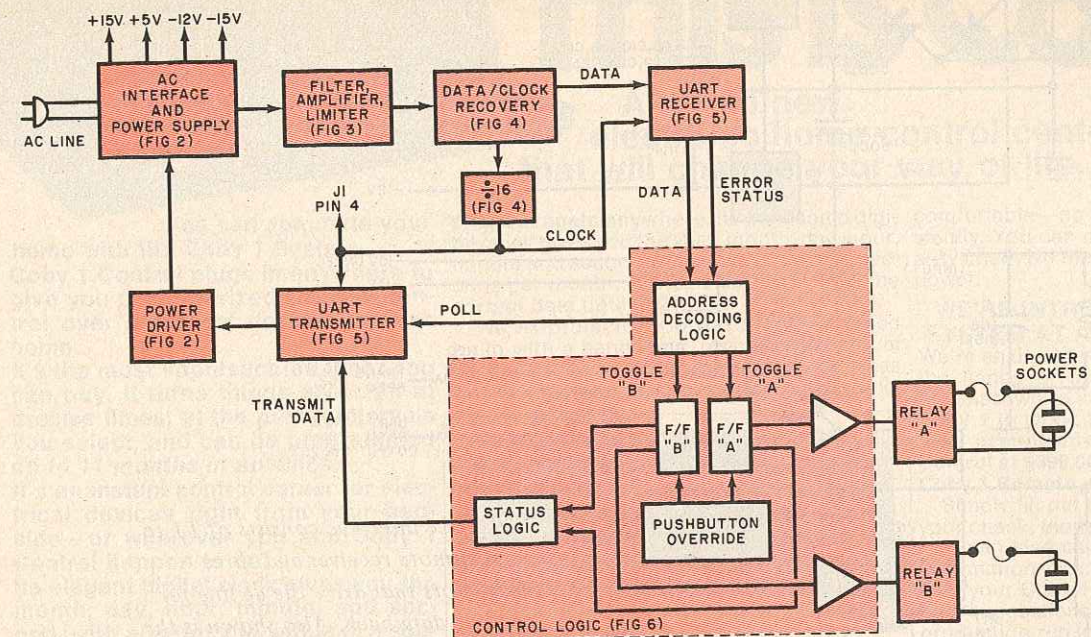 +15V +5V -12V -15V
AC
INTERFACE
AND
POWER SUPPLY
(FIG 2)
AC LINE
FILTER,
AMPLIFIER,
LIMITER
(FIG 3)
DATA/CLOCK
RECOVERY
(FIG 4)
DATA
UART
RECEIVER
(FIG 5)
÷16
(FIG 4)
J1
PIN 4
CLOCK
DATA
ERROR
STATUS
POWER
DRIVER
(FIG 2)
UART
TRANSMITTER
(FIG 5)
POLL
ADDRESS
DECODING
LOGIC
TRANSMIT
DATA
TOGGLE
"B"
TOGGLE
"A"
F/F
"B"
F/F
"A"
STATUS
LOGIC
PUSHBUTTON
OVERRIDE
RELAY
"A"
POWER
SOCKETS
RELAY
"B"
CONTROL LOGIC (FIG 6)